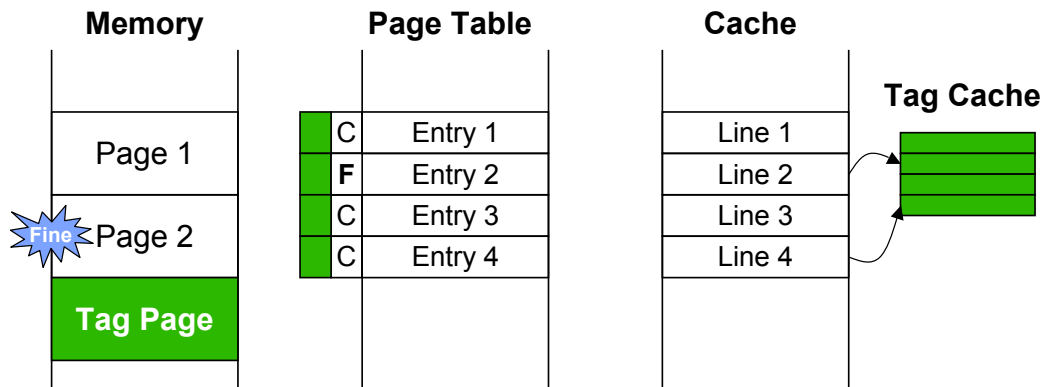 Memory
Page Table
Cache
Tag Cache
Page 1
Fine
Page 2
Tag Page
C
Entry 1
F
Entry 2
C
Entry 3
C
Entry 4
Line 1
Line 2
Line 3
Line 4